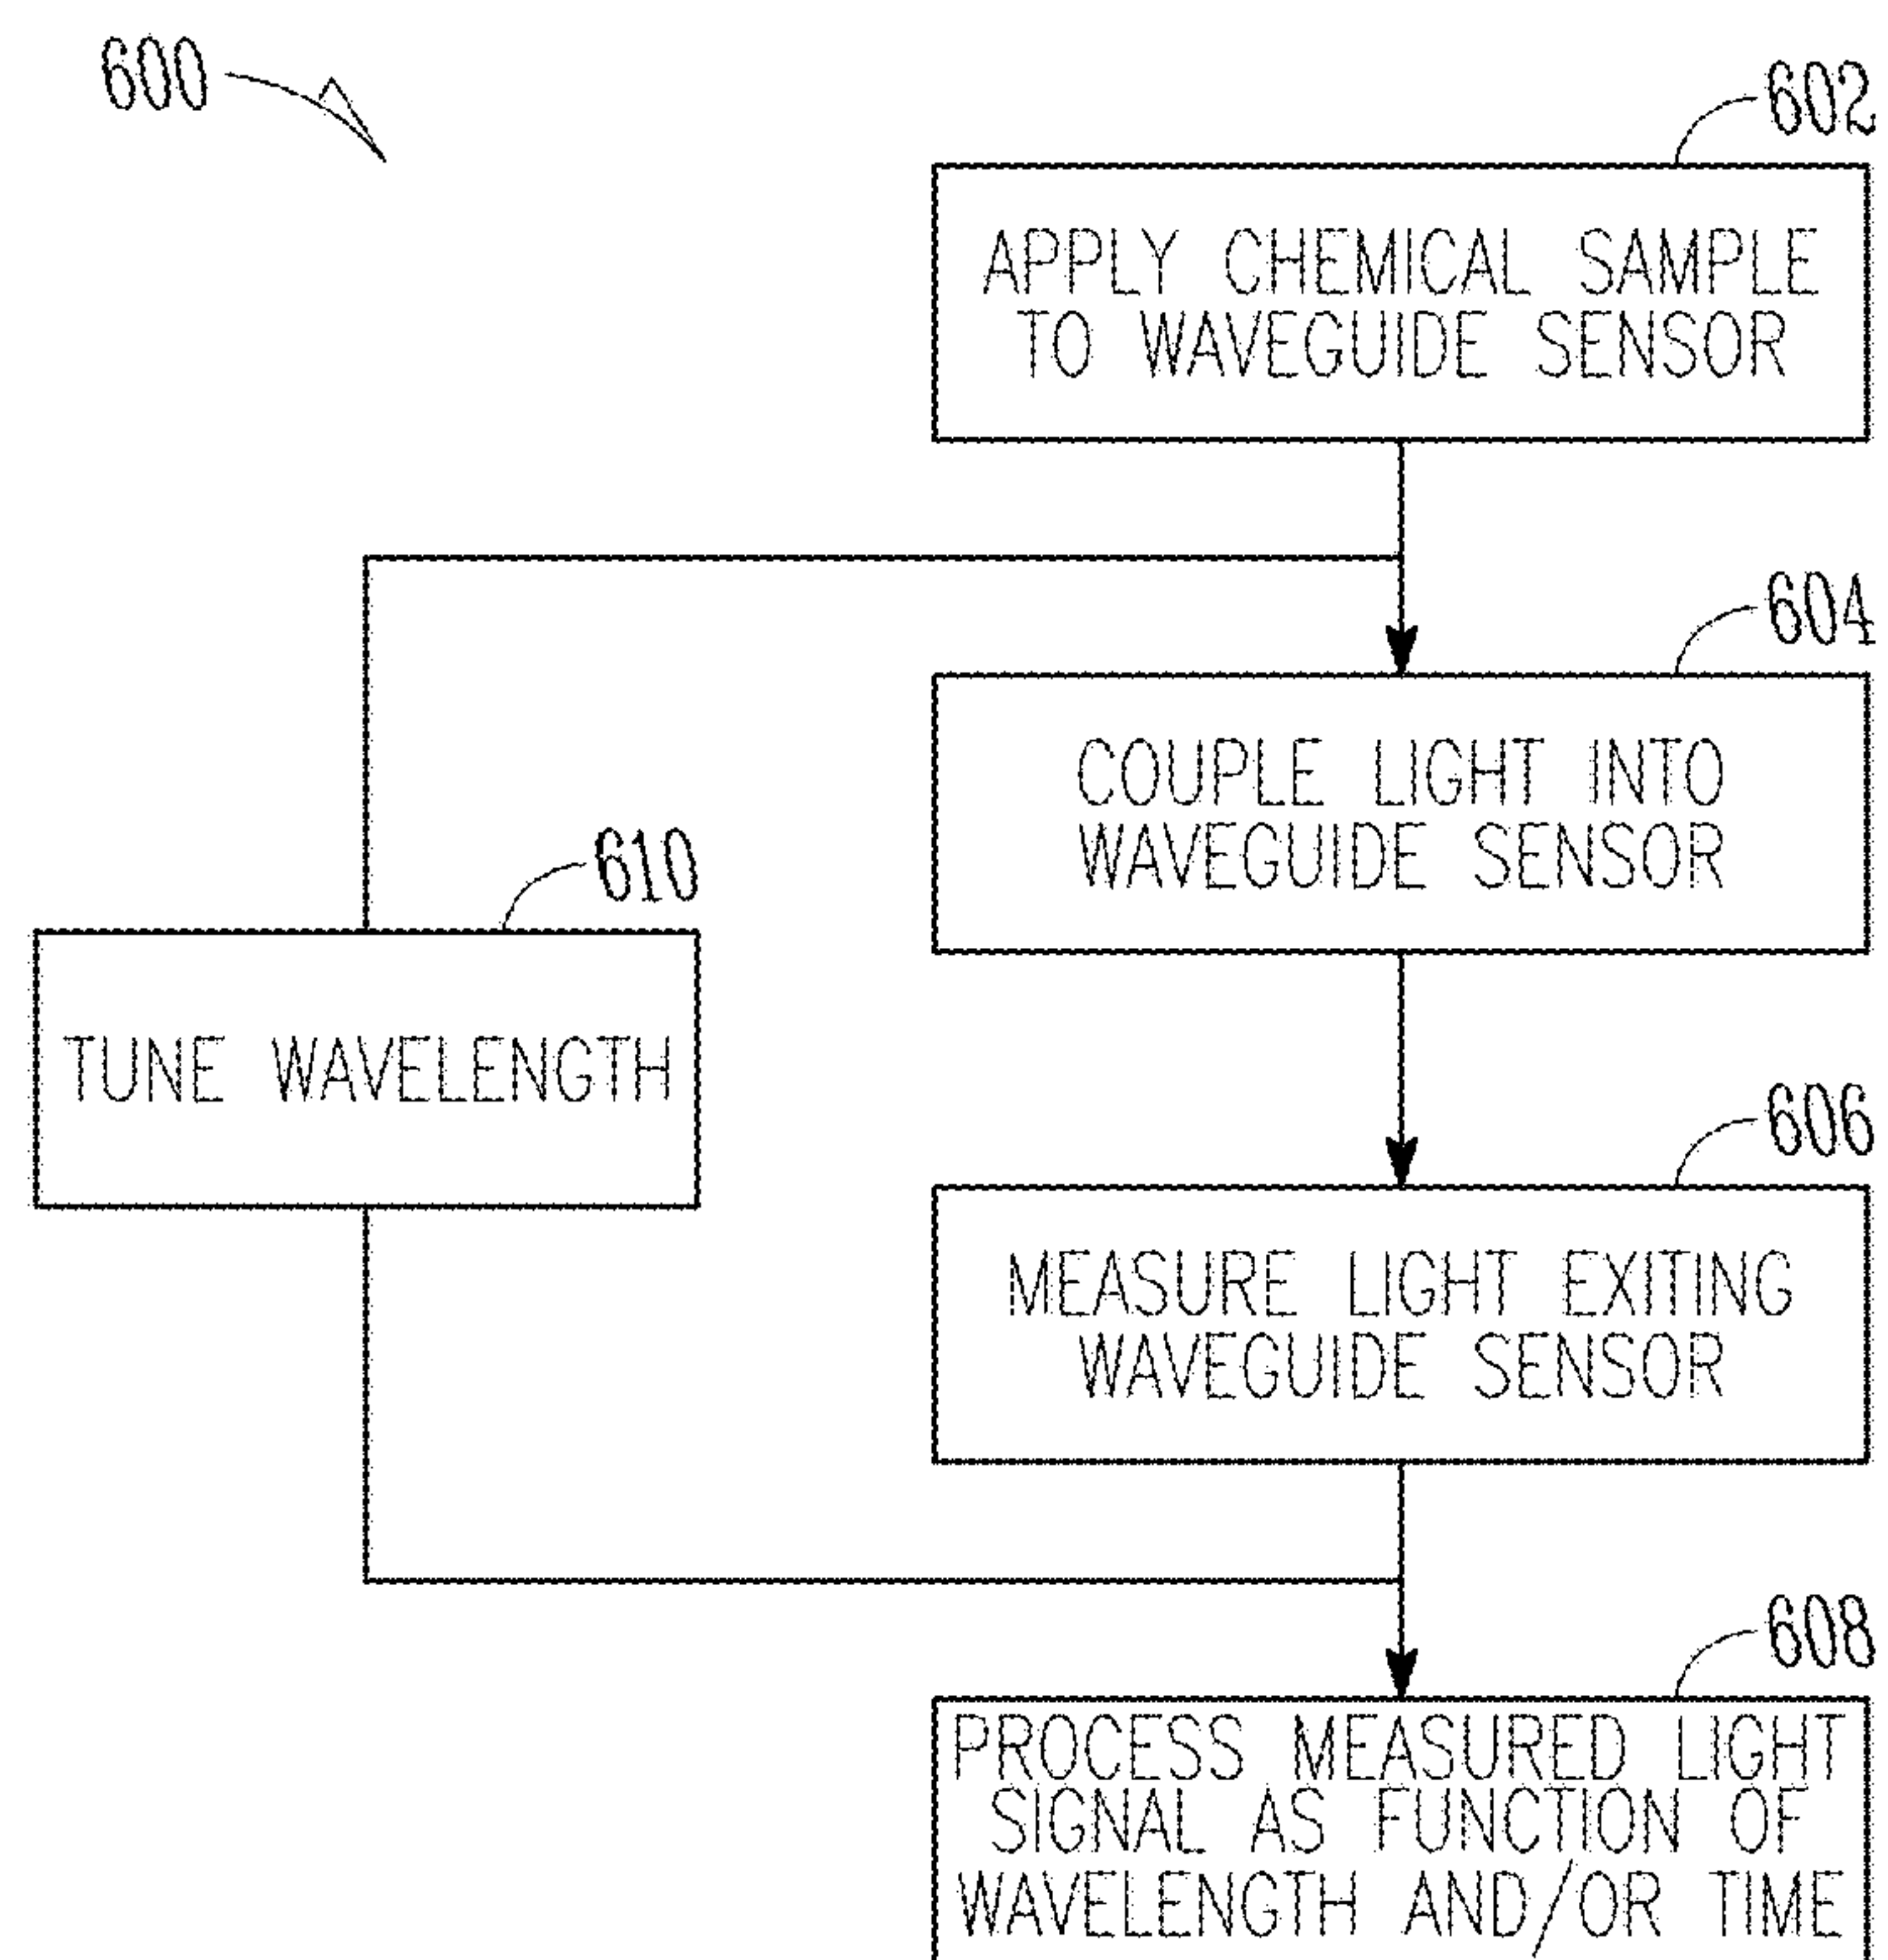 600
602
APPLY CHEMICAL SAMPLE
TO WAVEGUIDE SENSOR
604
COUPLE LIGHT INTO
WAVEGUIDE SENSOR
610
TUNE WAVELENGTH
606
MEASURE LIGHT EXITING
WAVEGUIDE SENSOR
608
PROCESS MEASURED LIGHT
SIGNAL AS FUNCTION OF
WAVELENGTH AND/OR TIME